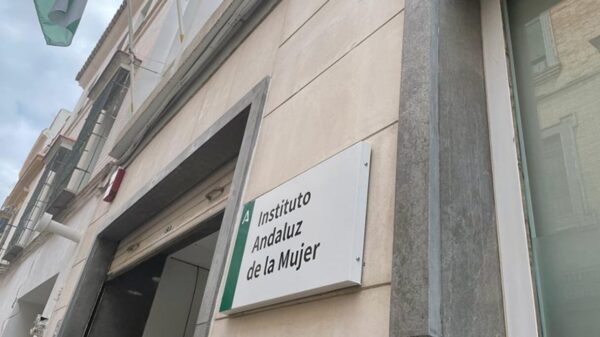 A Instituto
Andaluz
de la Mujer